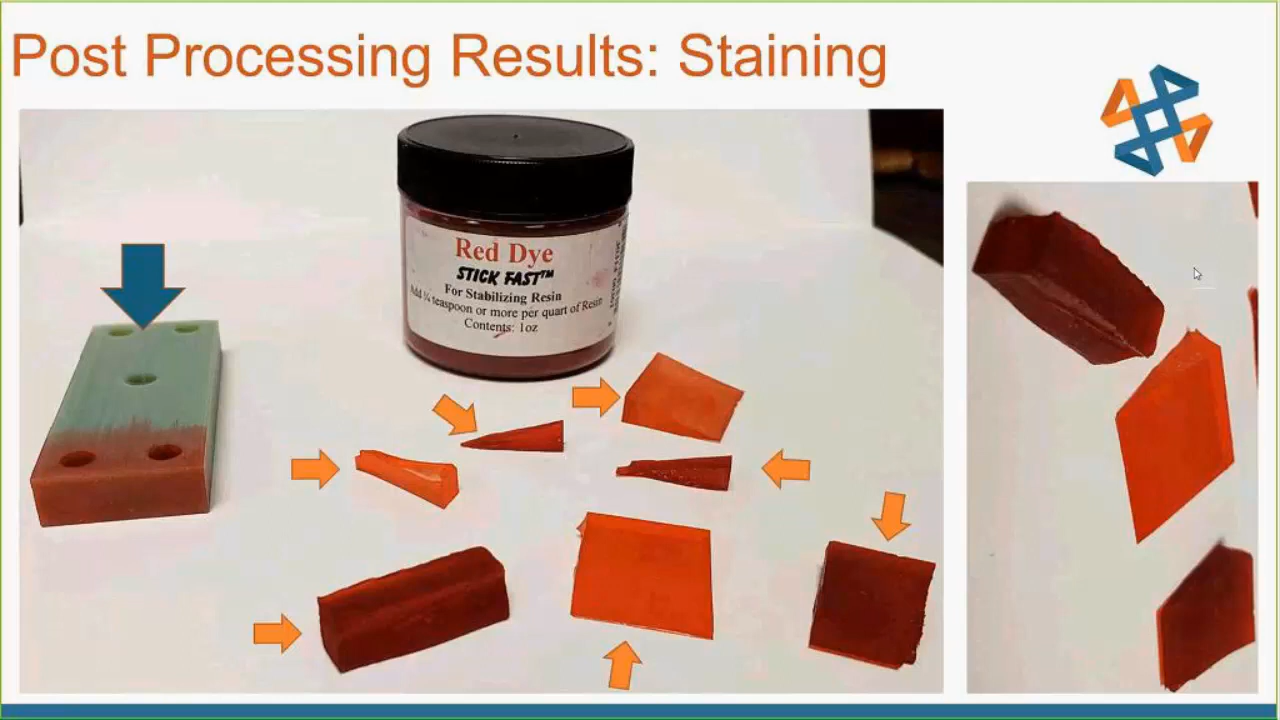 Post Processing Results: Staining
Red Dye
STICK FAST™
For Stabilizing Resin
Add ¼ teaspoon or more per quart of Resin
Contents: 1oz